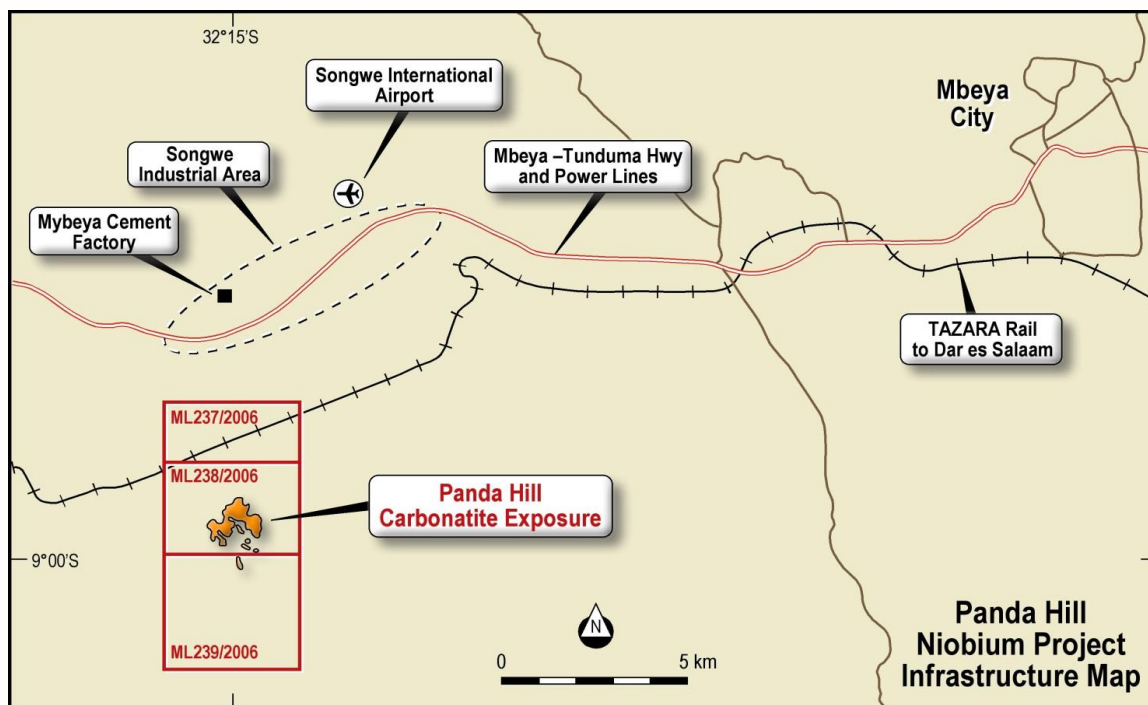 32°15'S
Songwe International
Airport
Mbeya
City
Songwe
Industrial Area
Mbeya –Tunduma Hwy
and Power Lines
Mybeya Cement
Factory
TAZARA Rail
to Dar es Salaam
ML237/2006
ML238/2006
Panda Hill
Carbonatite Exposure
9°00'S
ML239/2006
N
0 5 km
Panda Hill
Niobium Project
Infrastructure Map